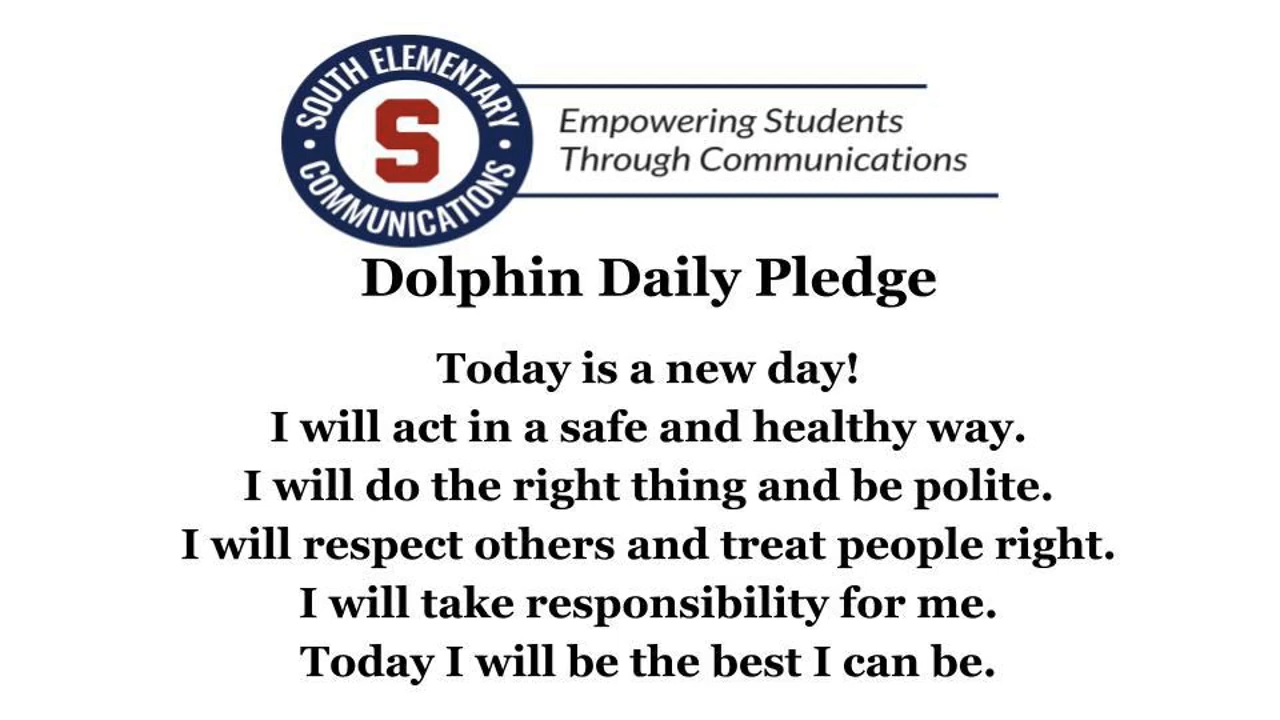 SOUTH ELEMENTARY
S
COMMUNICATIONS
Empowering Students
Through Communications
Dolphin Daily Pledge
Today is a new day!
I will act in a safe and healthy way.
I will do the right thing and be polite.
I will respect others and treat people right.
I will take responsibility for me.
Today I will be the best I can be.